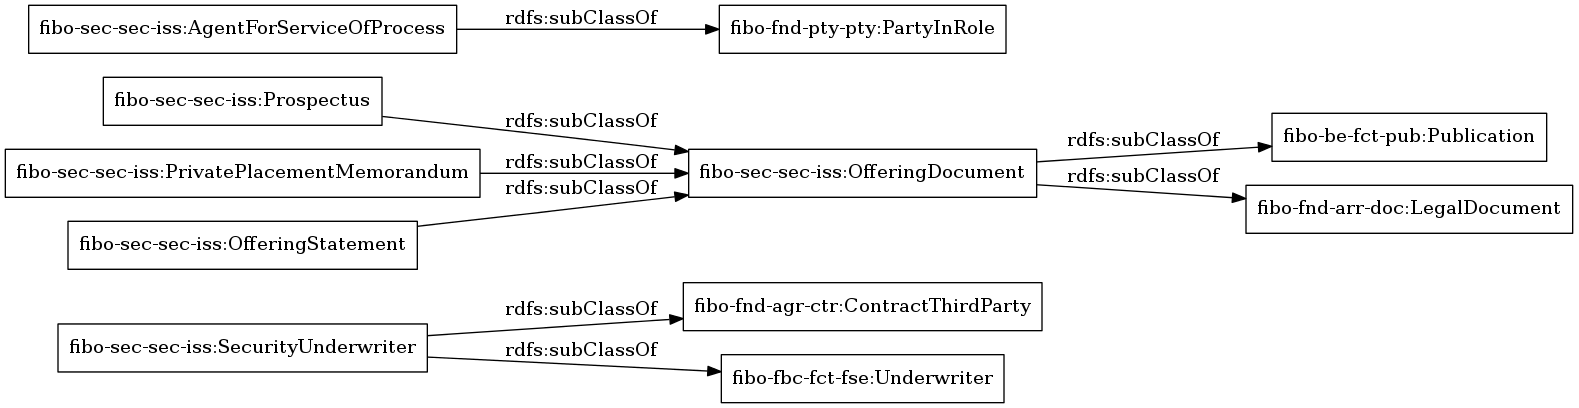 fibo-sec-sec-iss:AgentForServiceOfProcess
rdfs:subClassOf
fibo-fnd-pty-pty:PartyInRole
fibo-sec-sec-iss:Prospectus
rdfs:subClassOf
fibo-sec-sec-iss:PrivatePlacementMemorandum
rdfs:subClassOf
fibo-sec-sec-iss:OfferingStatement
rdfs:subClassOf
fibo-sec-sec-iss:OfferingDocument
rdfs:subClassOf
fibo-be-fct-pub:Publication
rdfs:subClassOf
fibo-fnd-arr-doc:LegalDocument
fibo-sec-sec-iss:SecurityUnderwriter
rdfs:subClassOf
fibo-fnd-agr-ctr:ContractThirdParty
rdfs:subClassOf
fibo-fbc-fct-fse:Underwriter